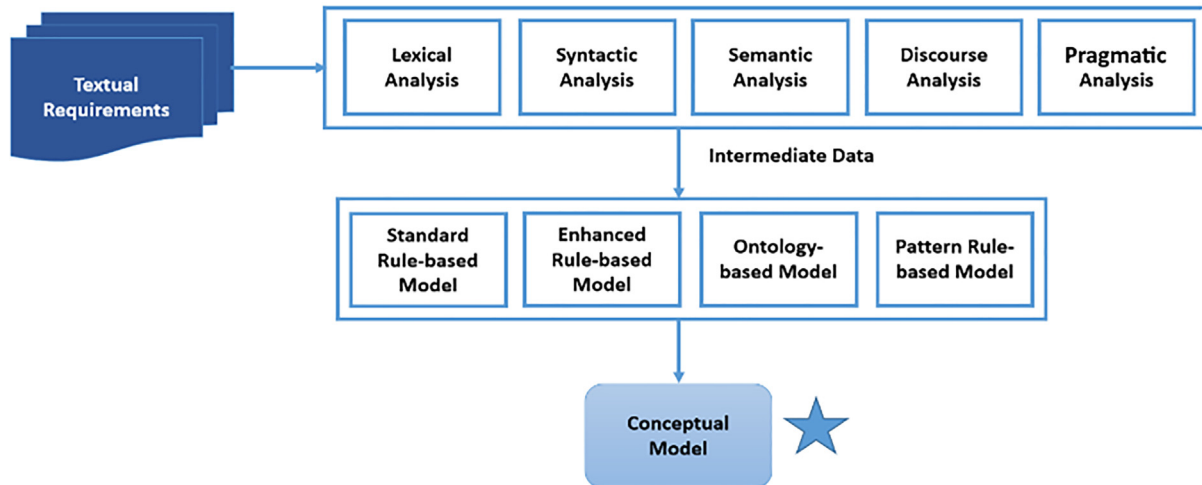 Textual
Requirements
Lexical
Analysis
Syntactic
Analysis
Semantic
Analysis
Discourse
Analysis
Pragmatic
Analysis
Intermediate Data
Standard
Rule-based
Model
Enhanced
Rule-based
Model
Ontology-
based Model
Pattern Rule-
based Model
Conceptual
Model